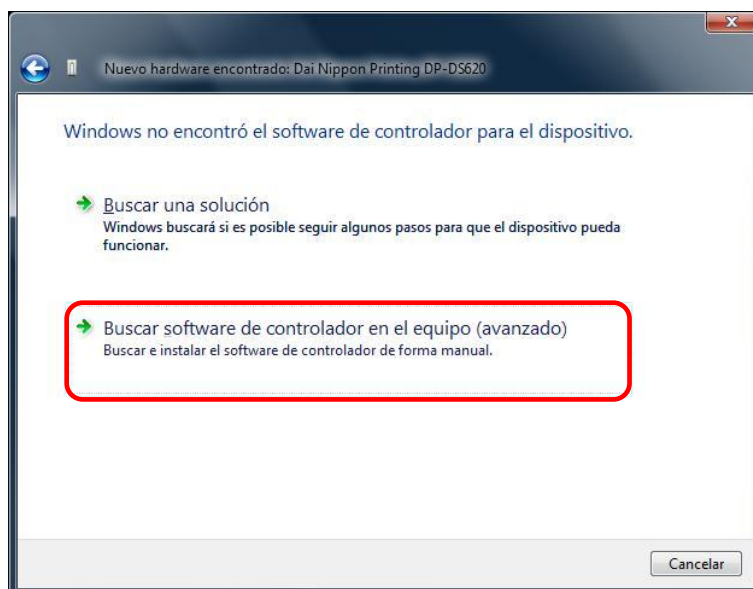 Nuevo hardware encontrado: Dai Nippon Printing DP-DS620
Windows no encontró el software de controlador para el dispositivo.
Buscar una solución
Windows buscará si es posible seguir algunos pasos para que el dispositivo pueda
funcionar.
Buscar software de controlador en el equipo (avanzado)
Buscar e instalar el software de controlador de forma manual.
Cancelar